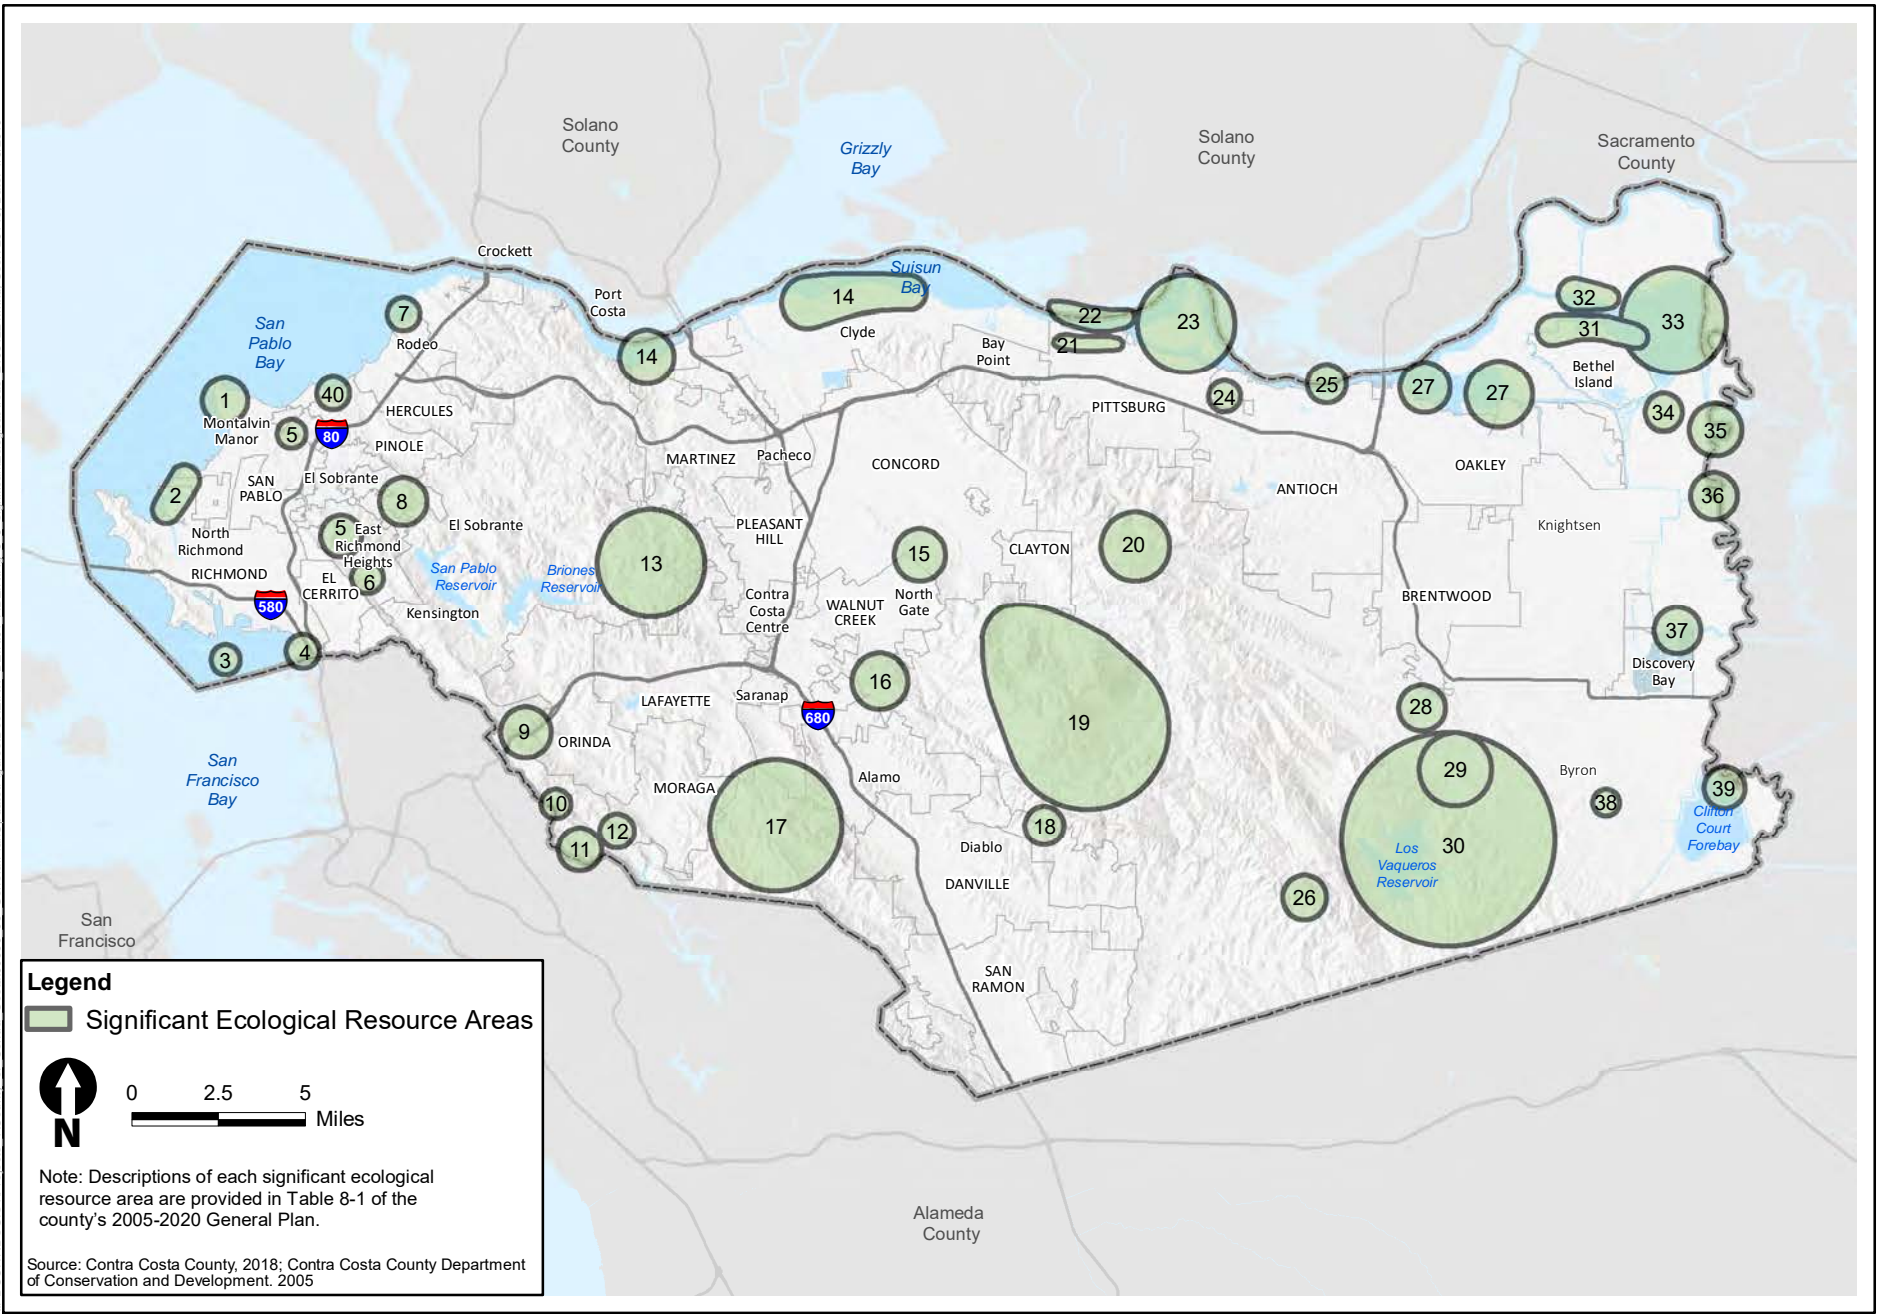 Solano
County
Solano
County
Sacramento
County
Grizzly
Bay
Crockett
Suisun
Bay
Port
Costa
14
Clyde
7
Rodeo
San
Pablo
Bay
22
21
23
Bay
Point
32
31
33
14
Bethel
Island
1
Montalvin
Manor
40
5
80
HERCULES
PINOLE
24
25
27
27
34
35
PITTSBURG
MARTINEZ
Pacheco
CONCORD
OAKLEY
2
SAN
PABLO
El Sobrante
8
ANTIOCH
36
North
Richmond
5
East
Richmond
Heights
El Sobrante
PLEASANT
HILL
Knightsen
RICHMOND
580
EL
CERRITO
6
San Pablo
Reservoir
Briones
Reservoir
13
15
North
Gate
CLAYTON
20
Kensington
Contra
Costa
Centre
WALNUT
CREEK
BRENTWOOD
3
4
37
Discovery
Bay
16
LAFAYETTE
Saranap
680
19
28
9
ORINDA
San
Francisco
Bay
MORAGA
Alamo
29
Byron
10
12
11
17
18
38
39
Clifton
Court
Forebay
Diablo
Los
Vaqueros
Reservoir
30
DANVILLE
26
San
Francisco
SAN
RAMON
Legend
Significant Ecological Resource Areas
0 2.5 5
Miles
N
Note: Descriptions of each significant ecological
resource area are provided in Table 8-1 of the
county's 2005-2020 General Plan.
Source: Contra Costa County, 2018; Contra Costa County Department
of Conservation and Development. 2005
Alameda
County